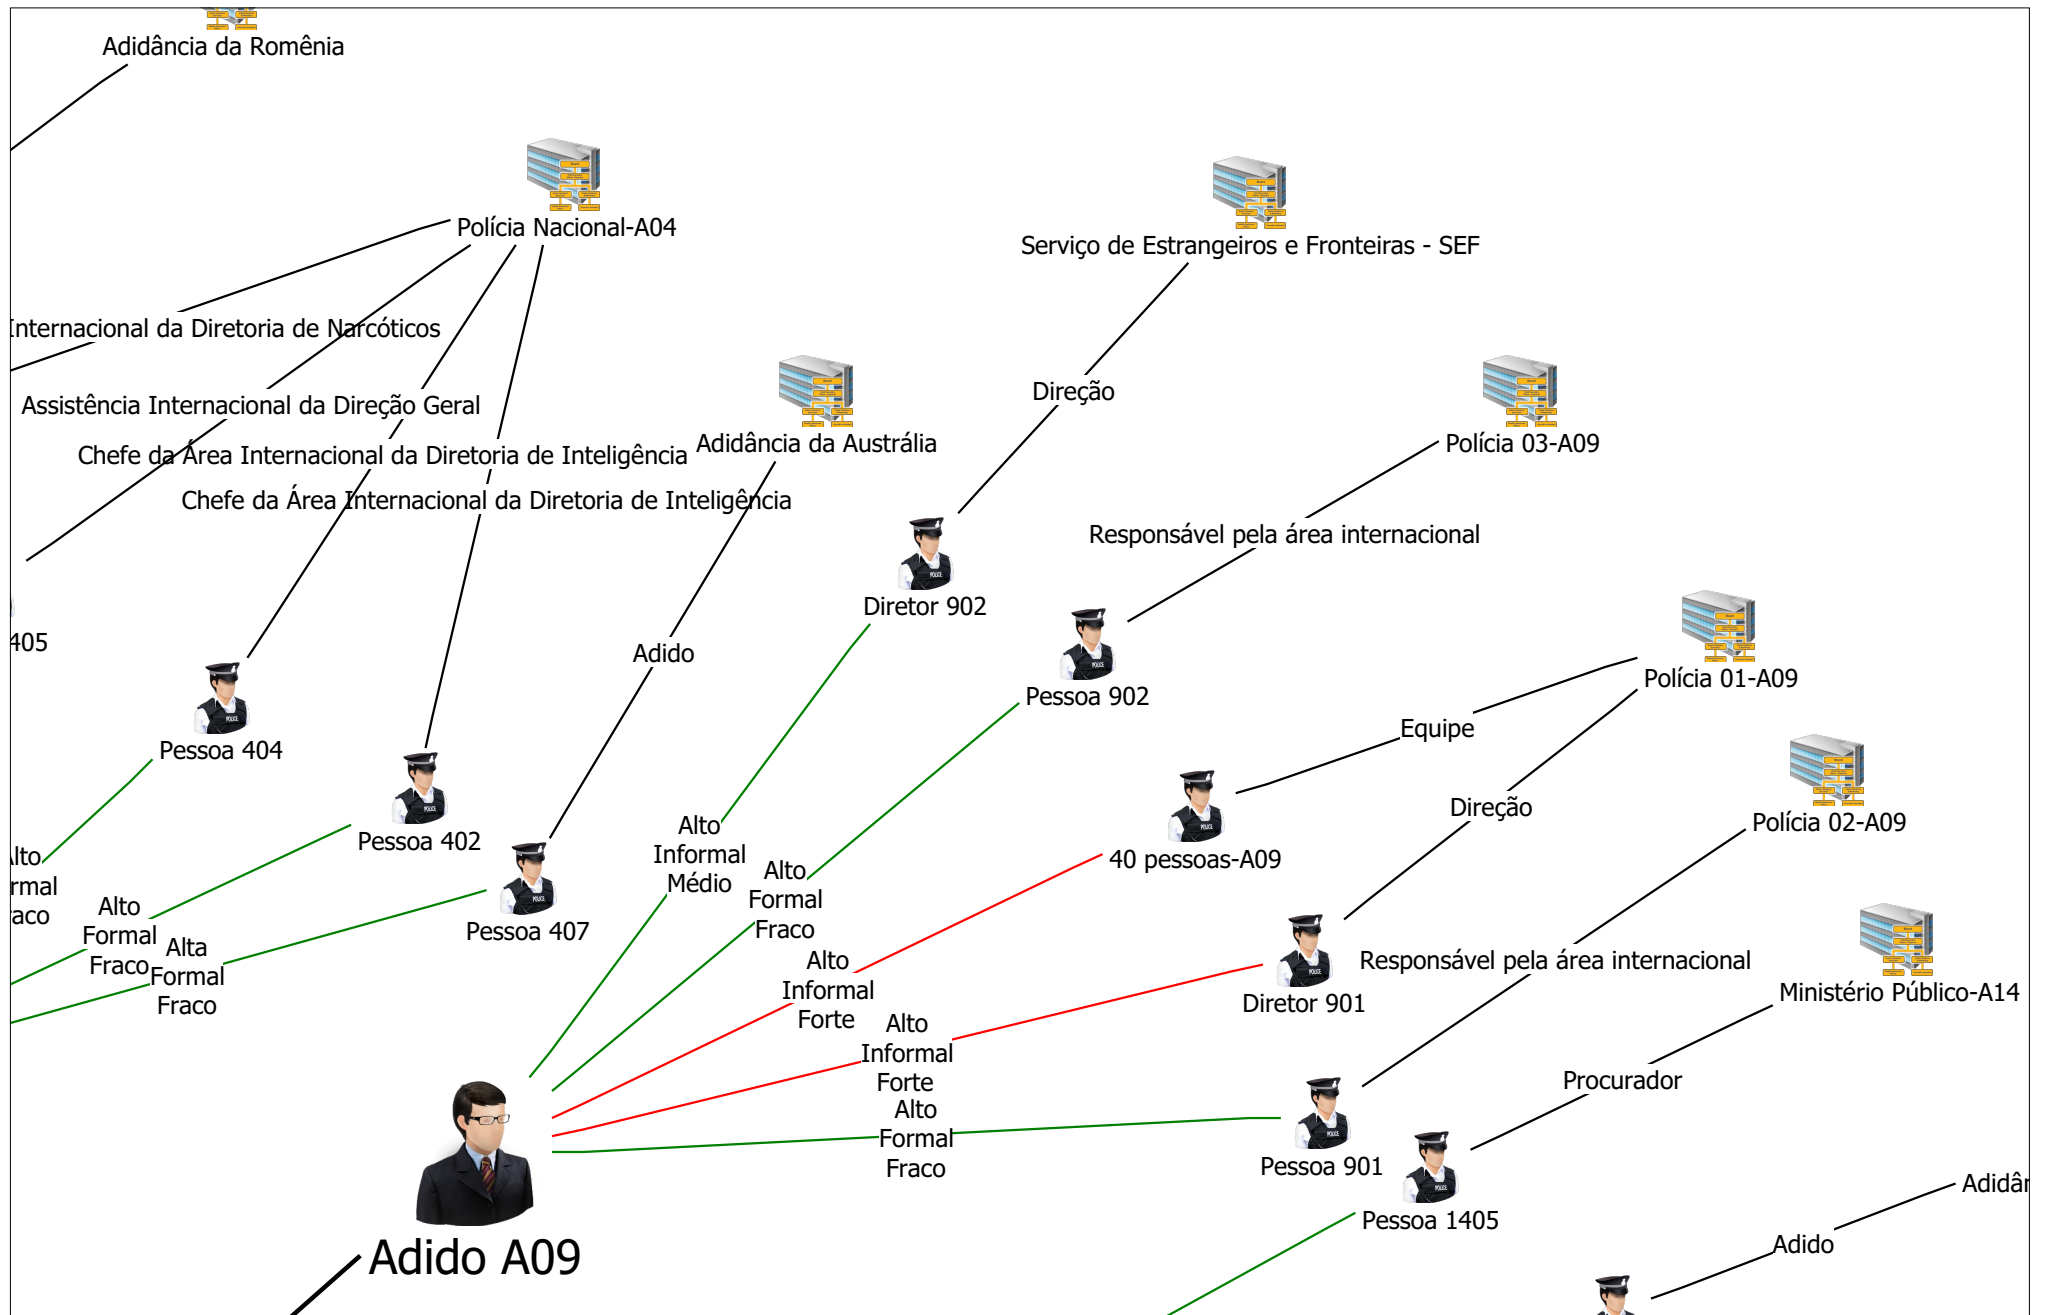 Adidância da Romênia
Polícia Nacional-A04
Serviço de Estrangeiros e Fronteiras - SEF
Internacional da Diretoria de Narcóticos
Direção
Assistência Internacional da Direção Geral
Adidância da Austrália
Polícia 03-A09
Chefe da Área Internacional da Diretoria de Inteligência
Chefe da Área Internacional da Diretoria de Inteligência
Responsável pela área internacional
Diretor 902
405
Adido
Pessoa 902
Polícia 01-A09
Equipe
Pessoa 404
Direção
Polícia 02-A09
Pessoa 402
40 pessoas-A09
Alto
Informal
Médio
Alto
Formal
Fraco
Alto
Formal
Fraco
Pessoa 407
Alta
Formal
Fraco
Alto
Informal
Forte
Responsável pela área internacional
Diretor 901
Ministério Público-A14
Alto
Informal
Forte
Procurador
Alto
Formal
Fraco
Pessoa 901
Pessoa 1405
Adido
Adido A09